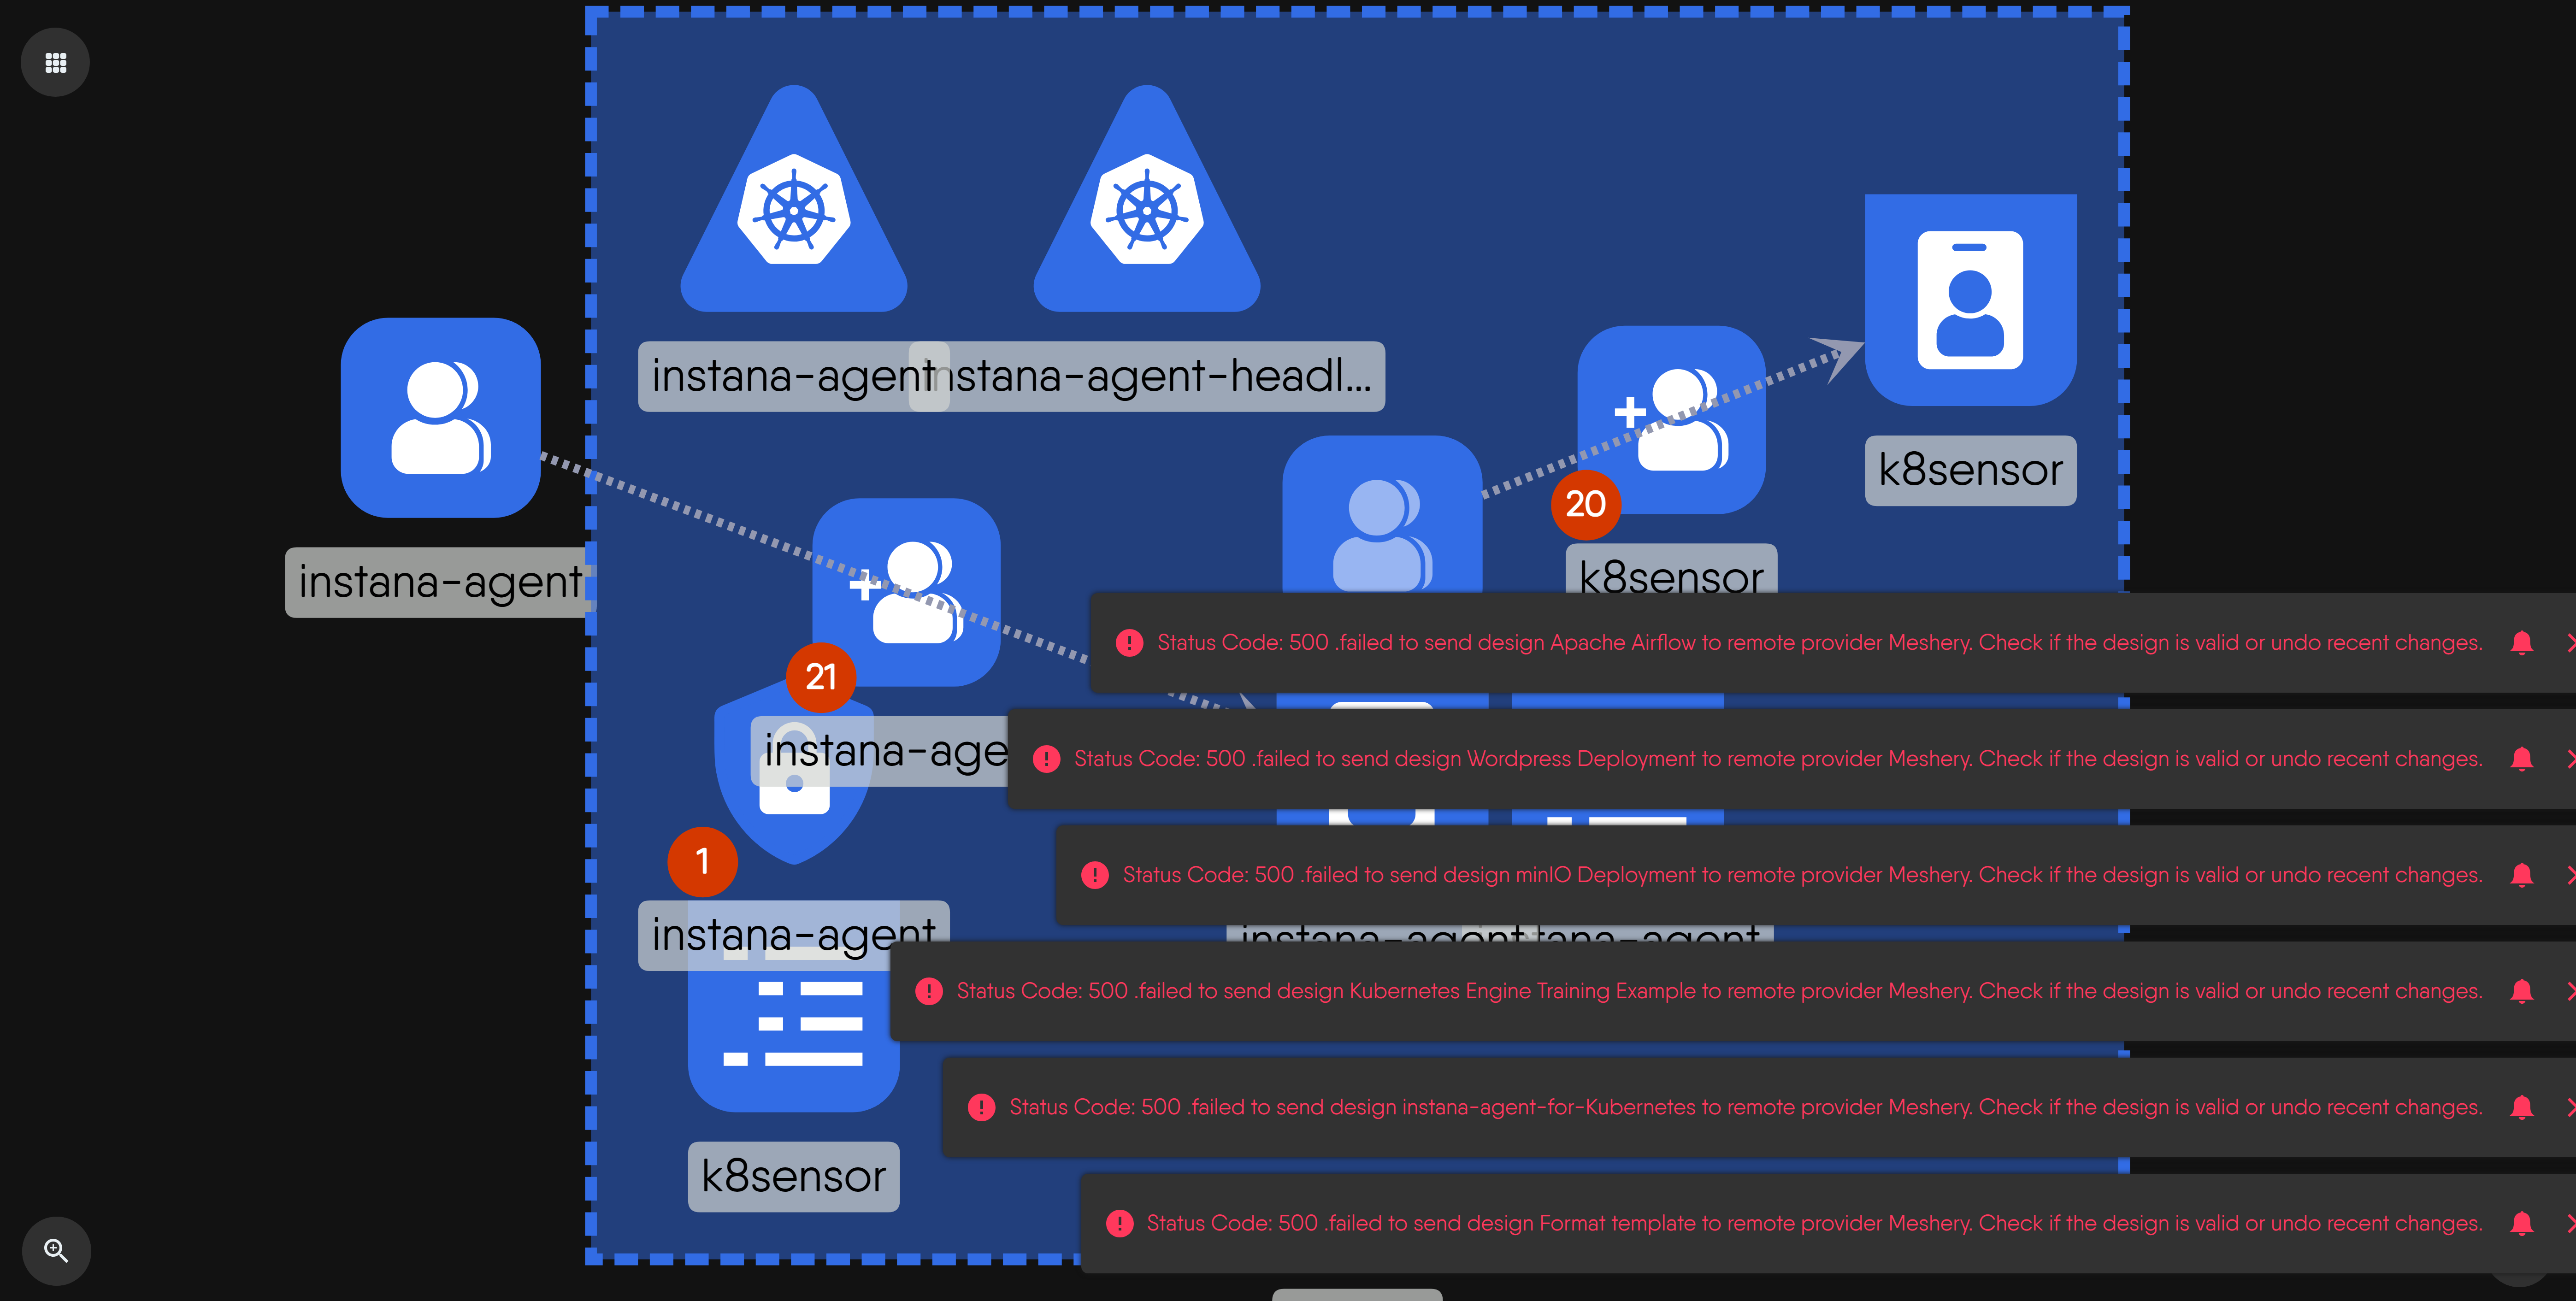 instana-agent
instana-agent-headl...
k8sensor
20
k8sensor
instana-agent
Status Code: 500 .failed to send design Apache Airflow to remote provider Meshery. Check if the design is valid or undo recent changes.
21
instana-age
Status Code: 500 .failed to send design Wordpress Deployment to remote provider Meshery. Check if the design is valid or undo recent changes.
1
Status Code: 500 .failed to send design minIO Deployment to remote provider Meshery. Check if the design is valid or undo recent changes.
instana-agent
instana-agent
tana-agent
Status Code: 500 .failed to send design Kubernetes Engine Training Example to remote provider Meshery. Check if the design is valid or undo recent changes.
Status Code: 500 .failed to send design instana-agent-for-Kubernetes to remote provider Meshery. Check if the design is valid or undo recent changes.
k8sensor
Status Code: 500 .failed to send design Format template to remote provider Meshery. Check if the design is valid or undo recent changes.